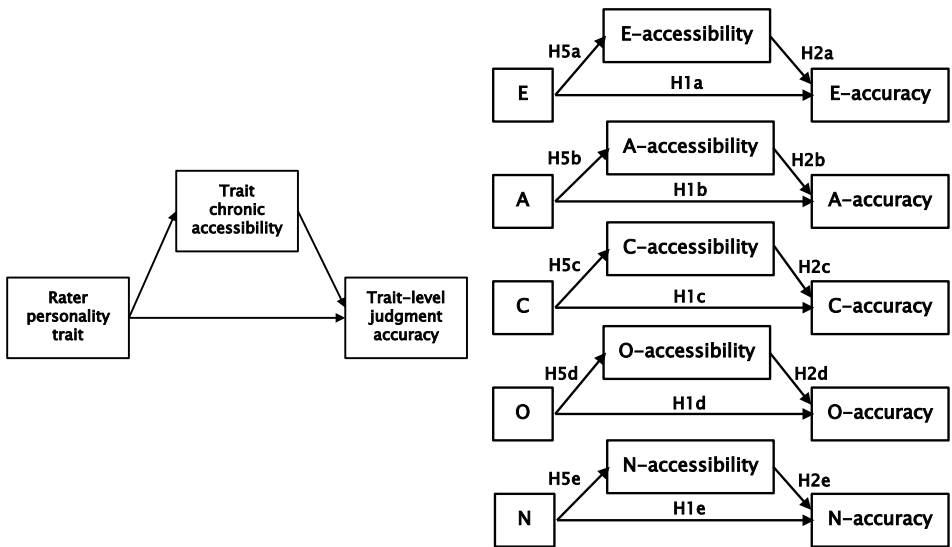 Trait
chronic
accessibility
Rater
personality
trait
Trait-level
judgment
accuracy
E-accessibility
H5a
H2a
E
H1a
E-accuracy
A-accessibility
H5b
H2b
A
H1b
A-accuracy
C-accessibility
H5c
H2c
C
H1c
C-accuracy
O-accessibility
H5d
H2d
O
H1d
O-accuracy
N-accessibility
H5e
H2e
N
H1e
N-accuracy